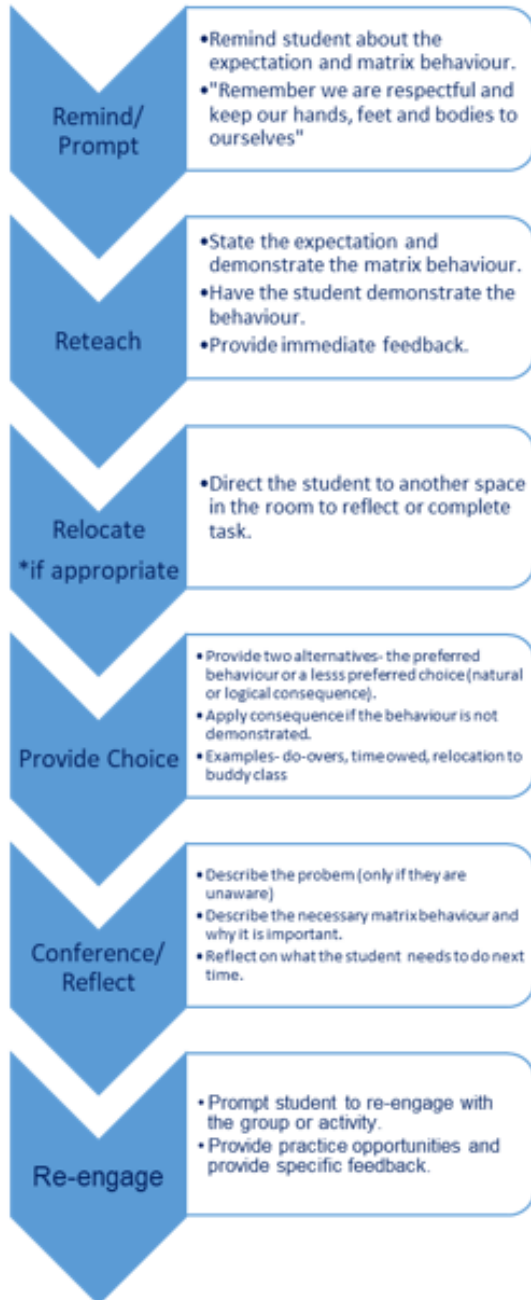 Remind/
Prompt
•Remind student about the
expectation and matrix behaviour.
•"Remember we are respectful and
keep our hands, feet and bodies to
ourselves"
Reteach
•State the expectation and
demonstrate the matrix behaviour.
•Have the student demonstrate the
behaviour.
•Provide immediate feedback.
Relocate
*if appropriate
•Direct the student to another space
in the room to reflect or complete
task.
Provide Choice
• Provide two alternatives- the preferred
behaviour or a lesss preferred choice (natural
or logical consequence).
• Apply consequence if the behaviour is not
demonstrated.
• Examples- do-overs, time owed, relocation to
buddy class
Conference/
Reflect
• Describe the probem (only if they are
unaware)
• Describe the necessary matrix behaviour and
why it is important.
• Reflect on what the student needs to do next
time.
Re-engage
• Prompt student to re-engage with
the group or activity.
• Provide practice opportunities and
provide specific feedback.